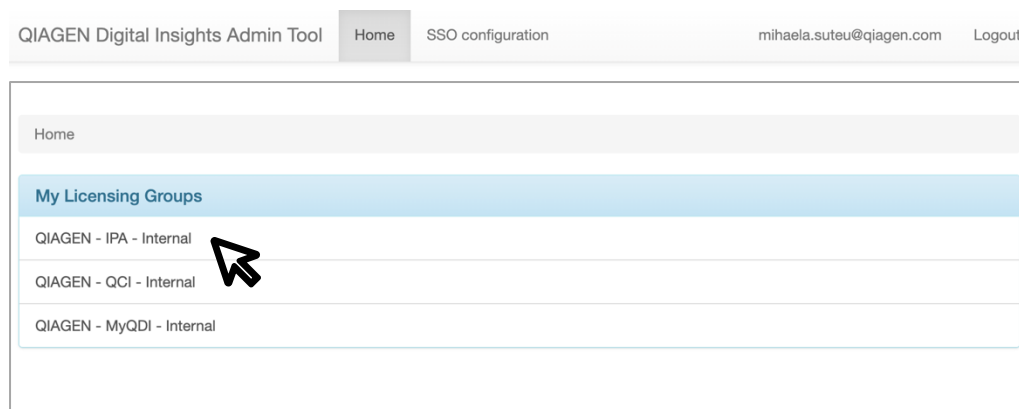 QIAGEN Digital Insights Admin Tool Home SSO configuration mihaela.suteu@qiagen.com Logout
Home
My Licensing Groups
QIAGEN - IPA - Internal
QIAGEN - QCI - Internal
QIAGEN - MyQDI - Internal